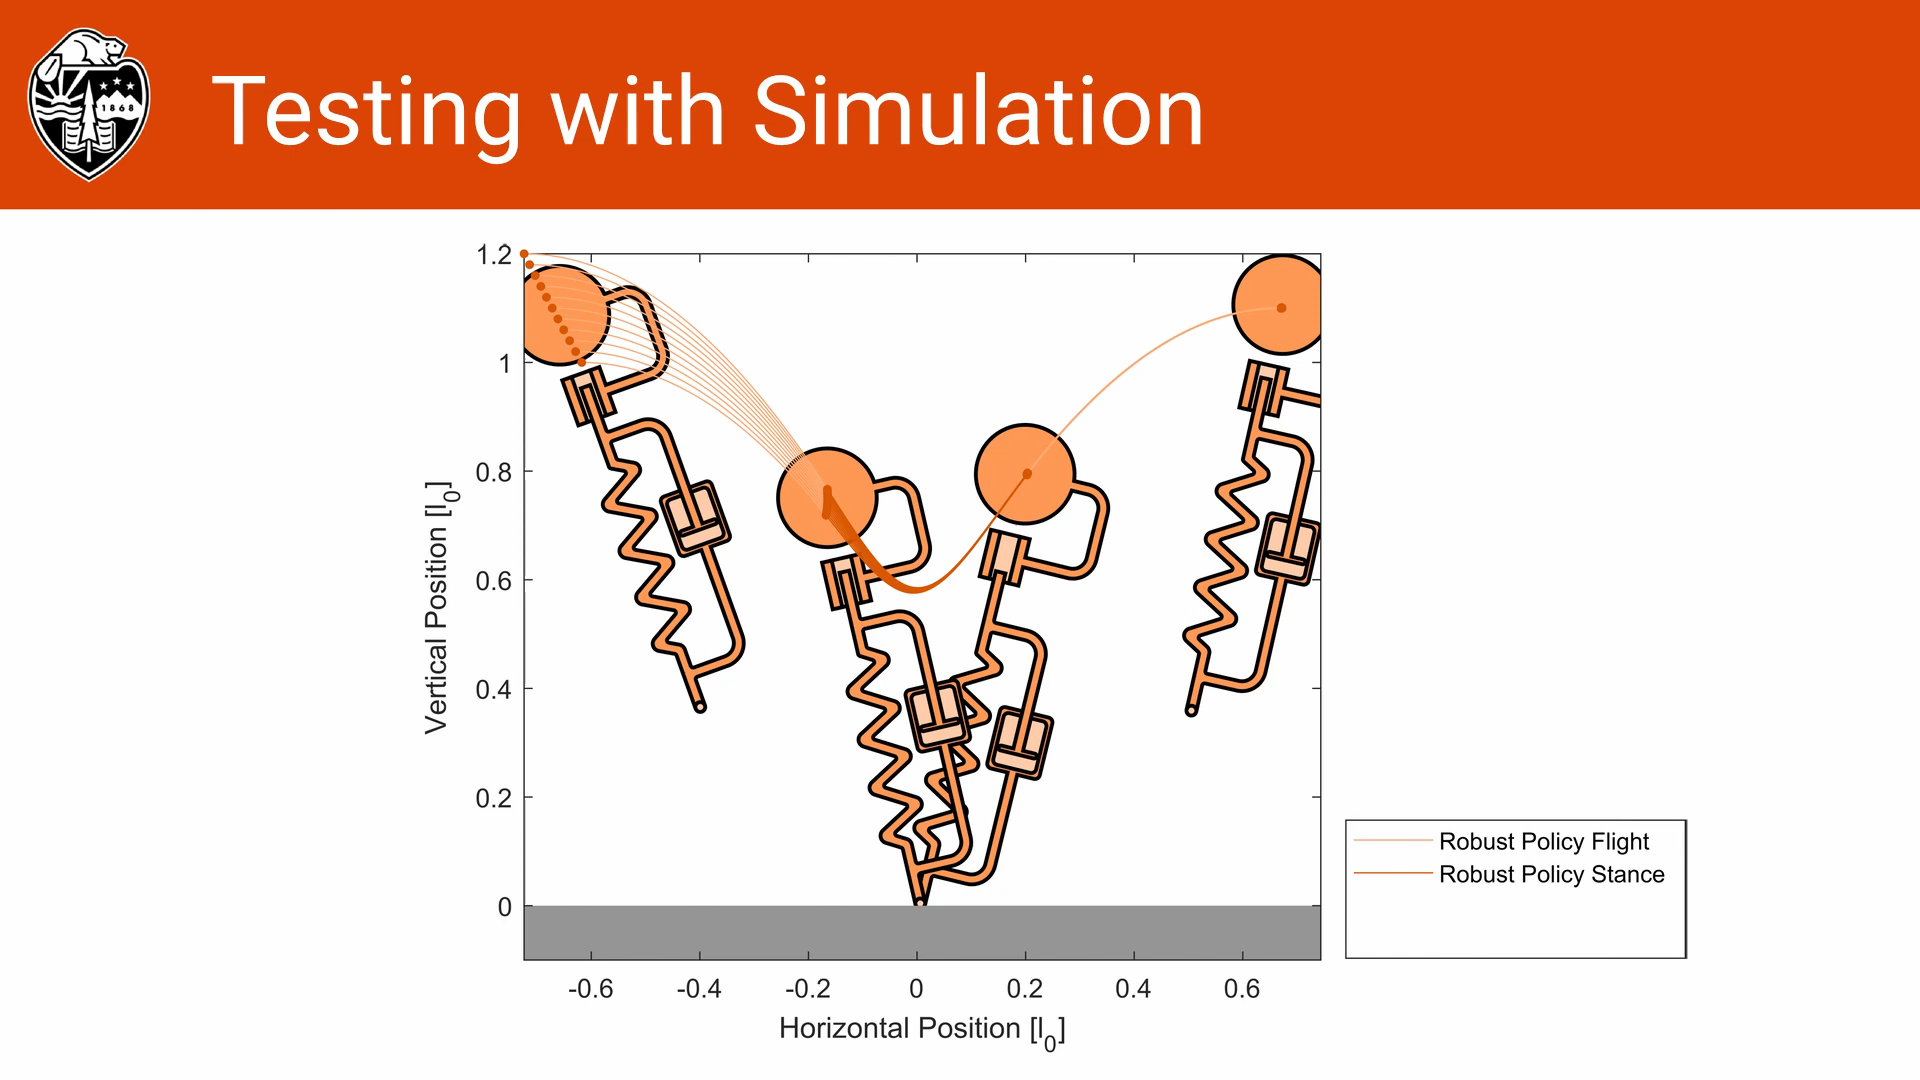 1868
Testing with Simulation
1.2
1
0.8
0.6
0.4
0.2
0
Vertical Position [l0]
-0.6 -0.4 -0.2 0 0.2 0.4 0.6
Horizontal Position [l0]
Robust Policy Flight
Robust Policy Stance